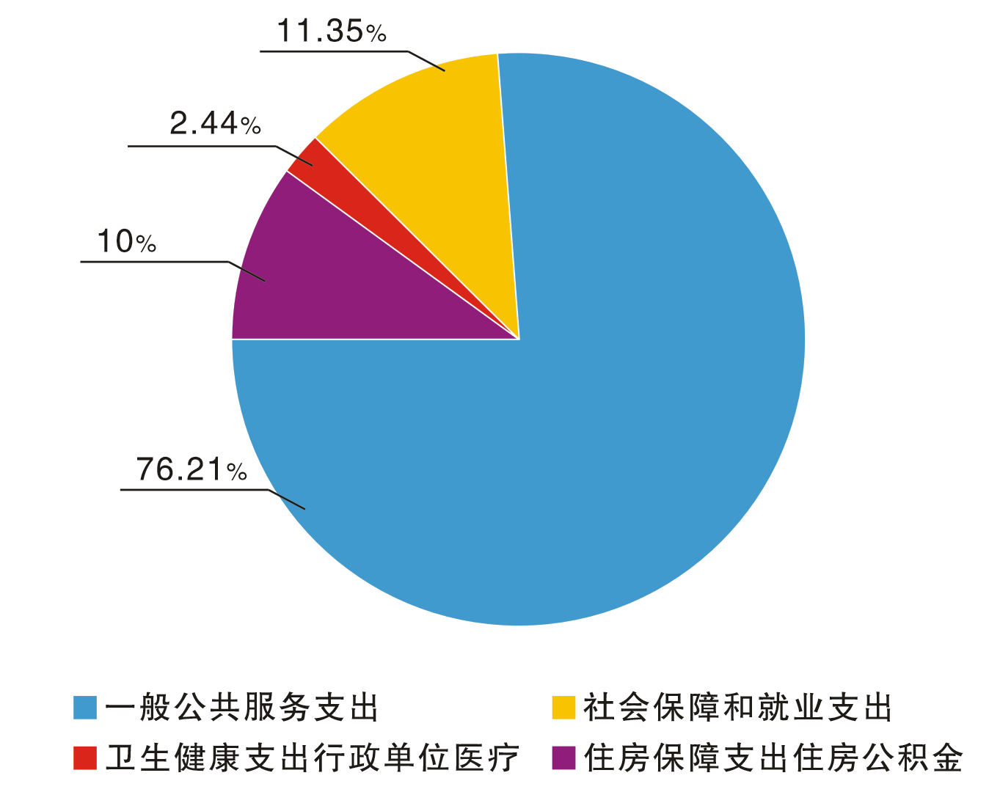 11.35%
2.44%
10%
76.21%
一般公共服务支出
社会保障和就业支出
卫生健康支出行政单位医疗
住房保障支出住房公积金